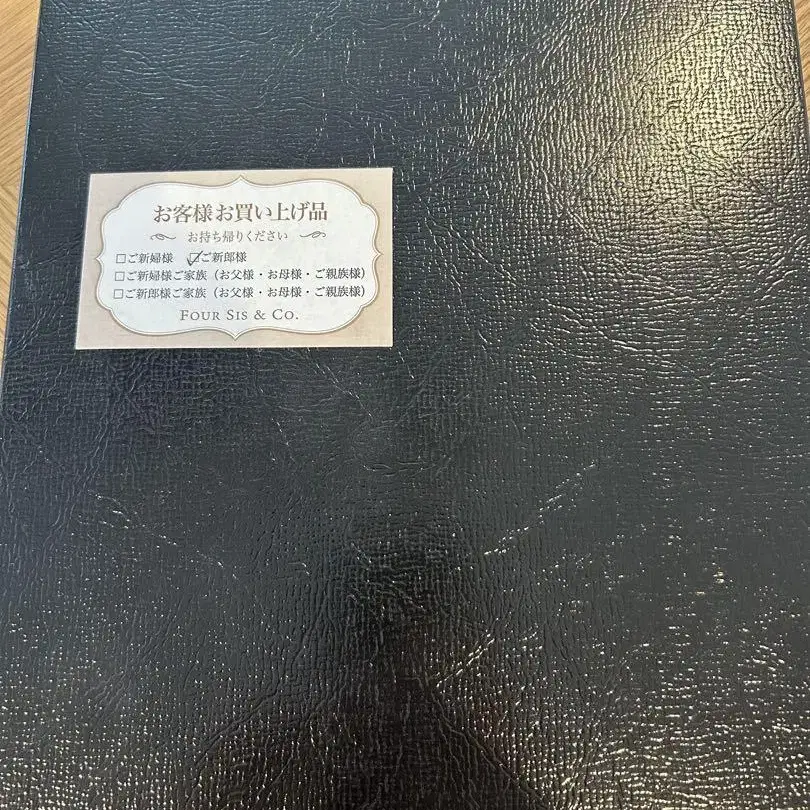 お客様お買い上げ品
お持ち帰りください
□ご新婦様 ☑ご新郎様
□ご新婦様ご家族（お父様・お母様・ご親族様）
□ご新郎様ご家族（お父様・お母様・ご親族様）
FOUR SIS & CO.